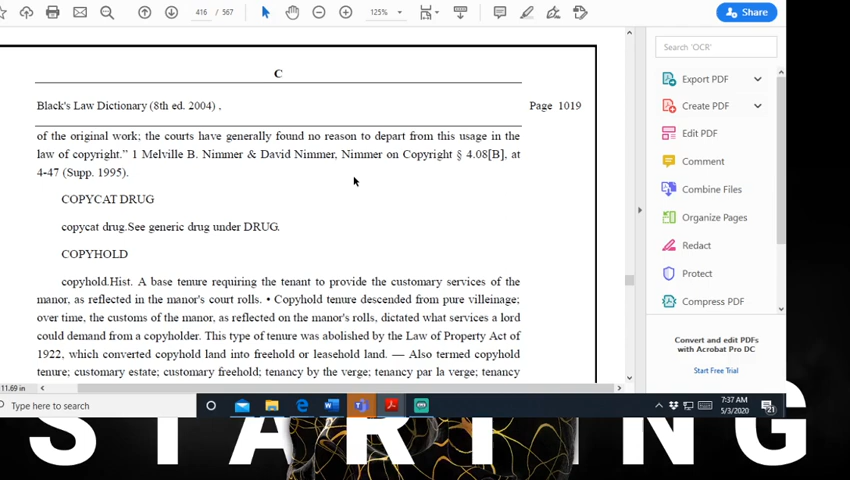 416 / 567
125%
Share
C
Black's Law Dictionary (8th ed. 2004) ,
Page 1019
of the original work; the courts have generally found no reason to depart from this usage in the
law of copyright." 1 Melville B. Nimmer & David Nimmer, Nimmer on Copyright § 4.08[B], at
4-47 (Supp. 1995).
COPYCAT DRUG
copycat drug.See generic drug under DRUG.
COPYHOLD
copyhold.Hist. A base tenure requiring the tenant to provide the customary services of the
manor, as reflected in the manor's court rolls. • Copyhold tenure descended from pure villeinage;
over time, the customs of the manor, as reflected on the manor's rolls, dictated what services a lord
could demand from a copyholder. This type of tenure was abolished by the Law of Property Act of
1922, which converted copyhold land into freehold or leasehold land. — Also termed copyhold
tenure; customary estate; customary freehold; tenancy by the verge; tenancy par la verge; tenancy
11.69 in
Search 'OCR'
Export PDF
Create PDF
Edit PDF
Comment
Combine Files
Organize Pages
Redact
Protect
Compress PDF
Convert and edit PDFs
with Acrobat Pro DC
Start Free Trial
Type here to search
7:37 AM
5/3/2020
21
STARTING